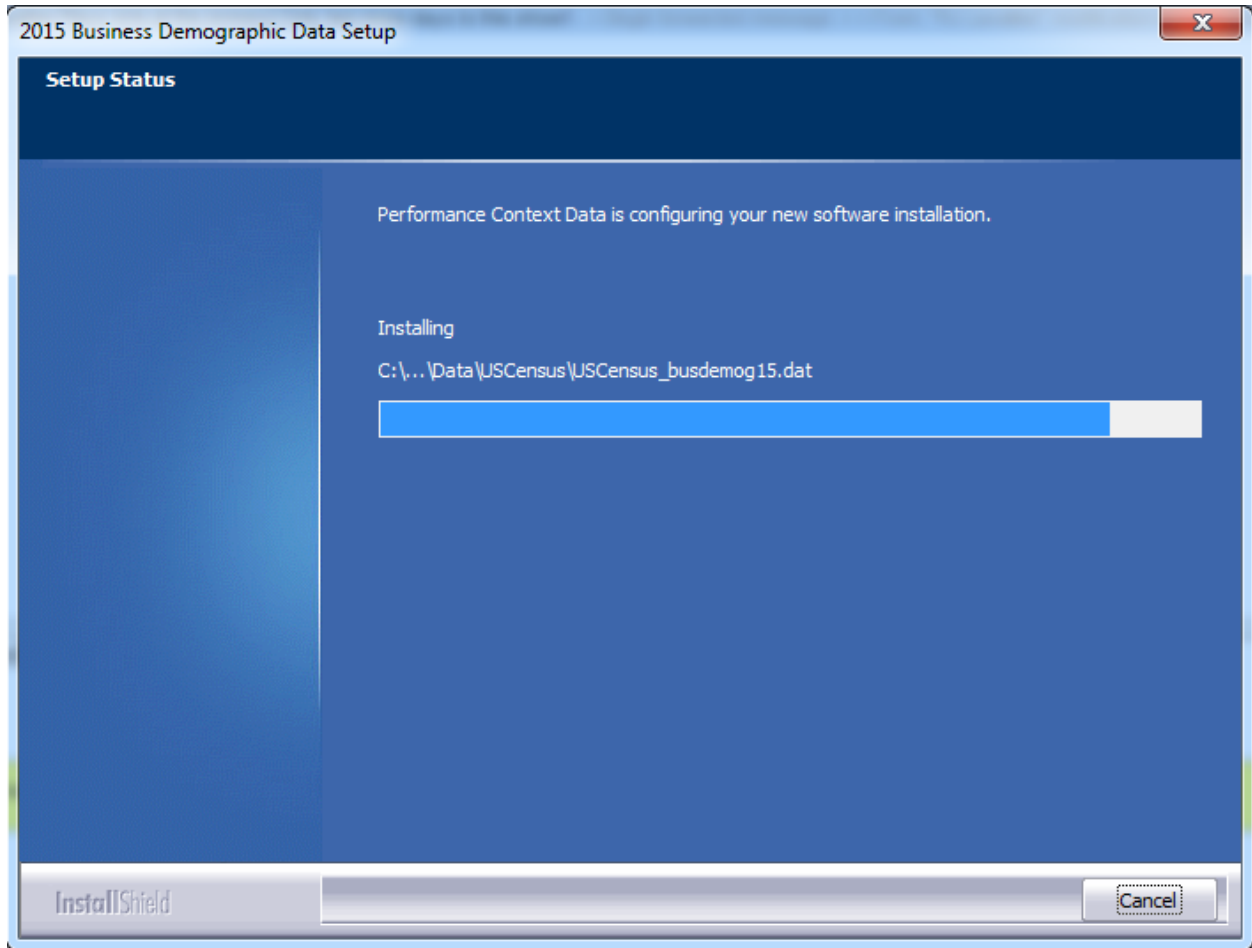 2015 Business Demographic Data Setup
Setup Status
Performance Context Data is configuring your new software installation.
Installing
C:\...\Data\USCensus\USCensus_busdemog15.dat
InstallShield
Cancel